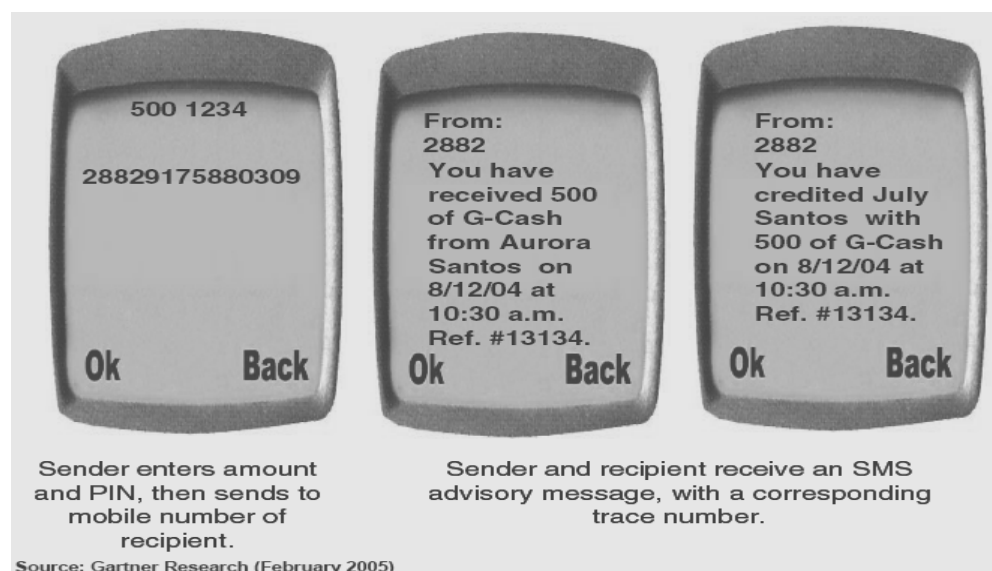 500 1234
28829175880309
Ok Back
From:
2882
You have
received 500
of G-Cash
from Aurora
Santos on
8/12/04 at
10:30 a.m.
Ref. #13134.
Ok Back
From:
2882
You have
credited July
Santos with
500 of G-Cash
on 8/12/04 at
10:30 a.m.
Ref. #13134.
Ok Back
Sender enters amount
and PIN, then sends to
mobile number of
recipient.
Sender and recipient receive an SMS
advisory message, with a corresponding
trace number.
Source: Gartner Research (February 2005)